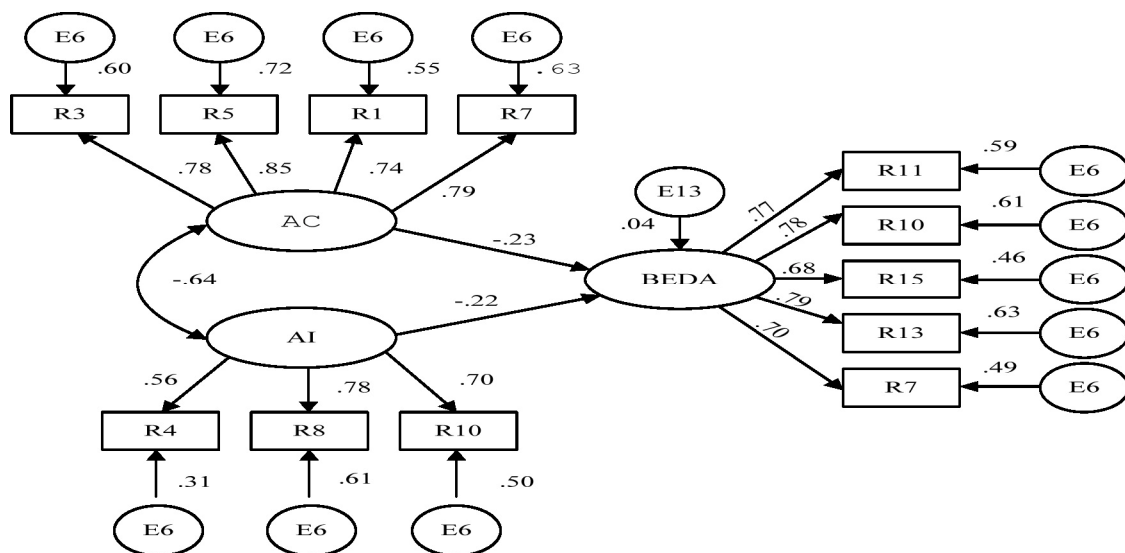 E6 E6 E6 E6
.60 .72 .55 .63
R3 R5 R1 R7
.78 .85 .74 .79
AC
-.64
AI
-.23
-.22
.56 .78 .70
R4 R8 R10
.31 .61 .50
E6 E6 E6
E13
.04
BEDA
.77 R11 .59 E6
.78 R10 .61 E6
.68 R15 .46 E6
.79 R13 .63 E6
.70 R7 .49 E6